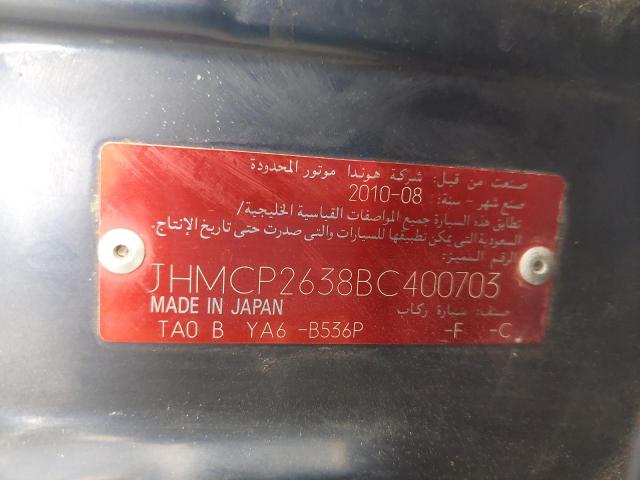 صنعت من قبل: شركة هوندا موتور المحدودة
صنع شهر - سنة: 08-2010
تطابق هذه السيارة جميع المواصفات القياسية الخليجية/
السعودية التي يمكن تطبيقها للسيارات والتي صدرت حتى تاريخ الإنتاج.
الرقم المميز:
JHMCP2638BC400703
MADE IN JAPAN صنف: سيارة ركاب
TA0 B YA6 -B536P -F -C